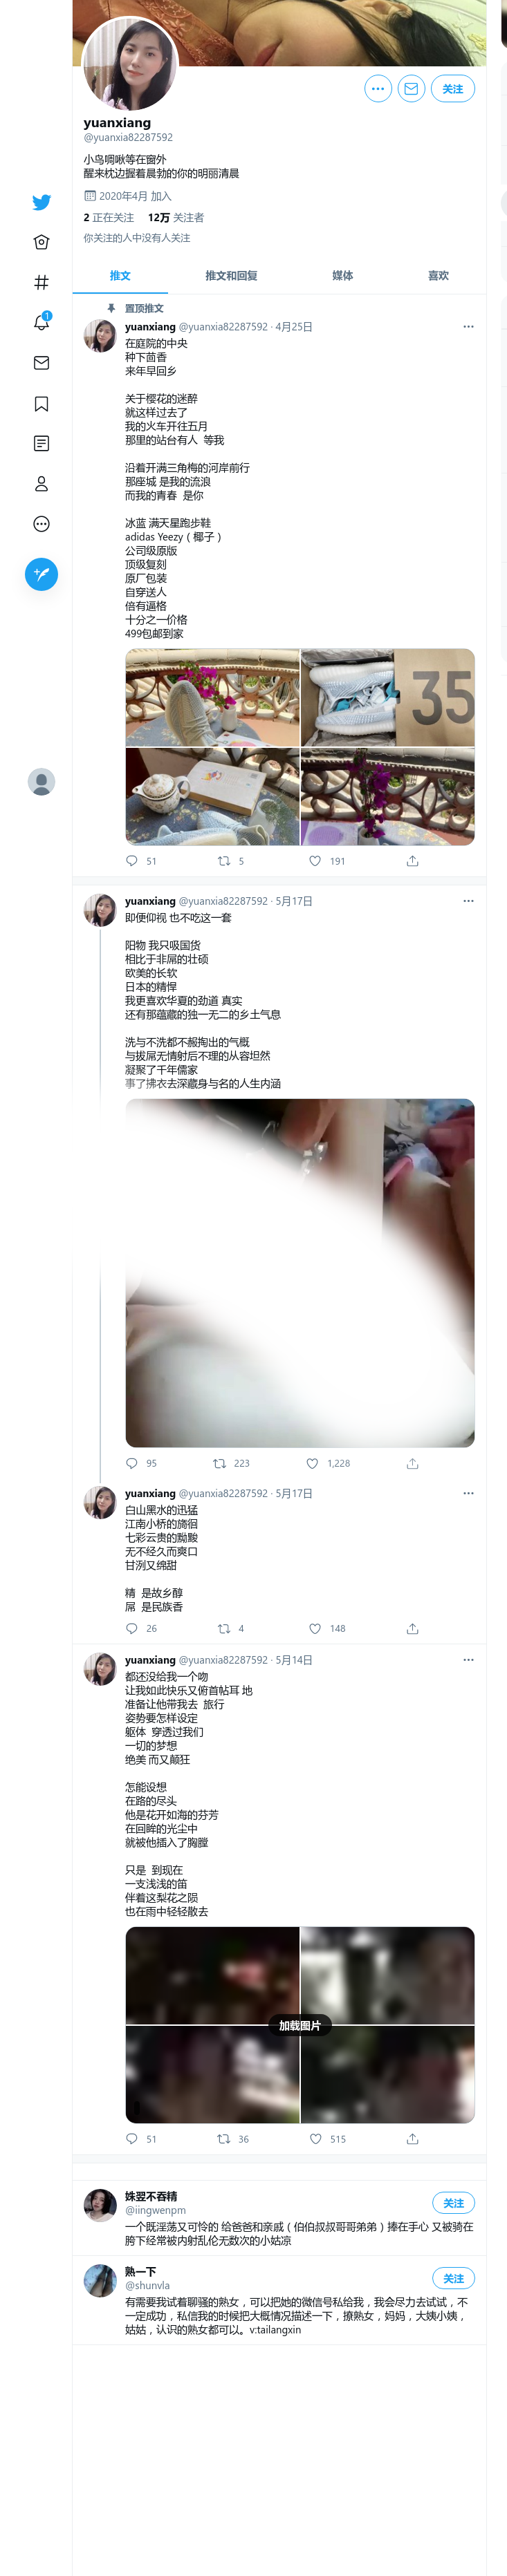 关注
yuanxiang
@yuanxia82287592
小鸟啁啾等在窗外
醒来枕边握着晨勃的你的明丽清晨
2020年4月 加入
2 正在关注 12万 关注者
你关注的人中没有人关注
推文 推文和回复 媒体 喜欢
1
置顶推文
yuanxiang @yuanxia82287592 · 4月25日
在庭院的中央
种下茴香
来年早回乡
关于樱花的迷醉
就这样过去了
我的火车开往五月
那里的站台有人 等我
沿着开满三角梅的河岸前行
那座城 是我的流浪
而我的青春 是你
冰蓝 满天星跑步鞋
adidas Yeezy（椰子）
公司级原版
顶级复刻
原厂包装
自穿送人
倍有逼格
十分之一价格
499包邮到家
35
51 5 191
yuanxiang @yuanxia82287592 · 5月17日
即便仰视 也不吃这一套
阳物 我只吸国货
相比于非屌的壮硕
欧美的长软
日本的精悍
我更喜欢华夏的劲道 真实
还有那蕴藏的独一无二的乡土气息
洗与不洗都不赧掏出的气概
与拔屌无情射后不理的从容坦然
凝聚了千年儒家
事了拂衣去深藏身与名的人生内涵
95 223 1,228
yuanxiang @yuanxia82287592 · 5月17日
白山黑水的迅猛
江南小桥的旖徊
七彩云贵的黝黢
无不经久而爽口
甘洌又绵甜
精 是故乡醇
屌 是民族香
26 4 148
yuanxiang @yuanxia82287592 · 5月14日
都还没给我一个吻
让我如此快乐又俯首帖耳 地
准备让他带我去 旅行
姿势要怎样设定
躯体 穿透过我们
一切的梦想
绝美 而又颠狂
怎能设想
在路的尽头
他是花开如海的芬芳
在回眸的光尘中
就被他插入了胸膛
只是 到现在
一支浅浅的笛
伴着这梨花之陨
也在雨中轻轻散去
加载图片
51 36 515
姝翌不吞精
@iingwenpm
关注
一个既淫荡又可怜的 给爸爸和亲戚（伯伯叔叔哥哥弟弟）捧在手心 又被骑在
胯下经常被内射乱伦无数次的小姑凉
熟一下
@shunvla
关注
有需要我试着聊骚的熟女，可以把她的微信号私给我，我会尽力去试试，不
一定成功，私信我的时候把大概情况描述一下，撩熟女，妈妈，大姨小姨，
姑姑，认识的熟女都可以。v:tailangxin